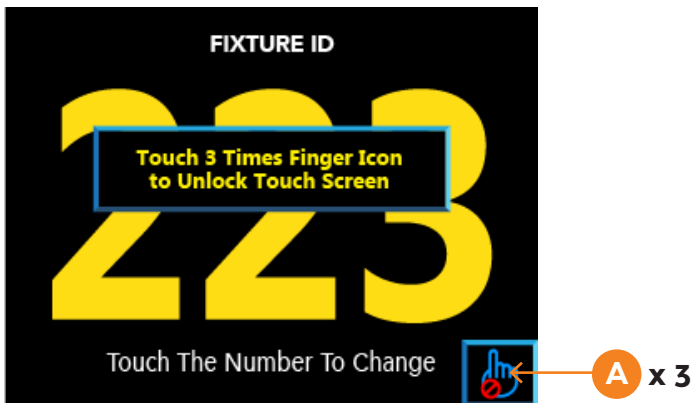 FIXTURE ID
223
Touch 3 Times Finger Icon
to Unlock Touch Screen
Touch The Number To Change
A x 3